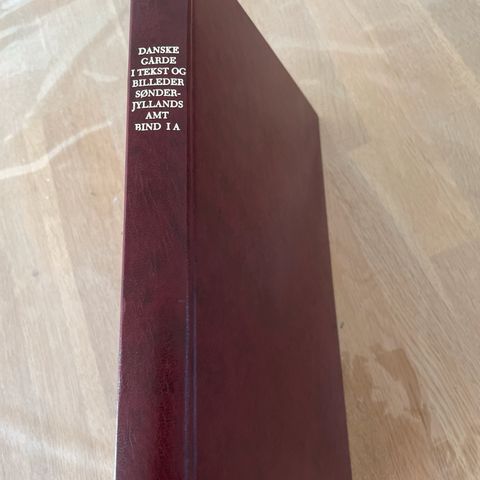 DANSKE
GÅRDE
I TEKST OG
BILLEDER
SØNDER-
JYLLANDS
AMT
BIND I A